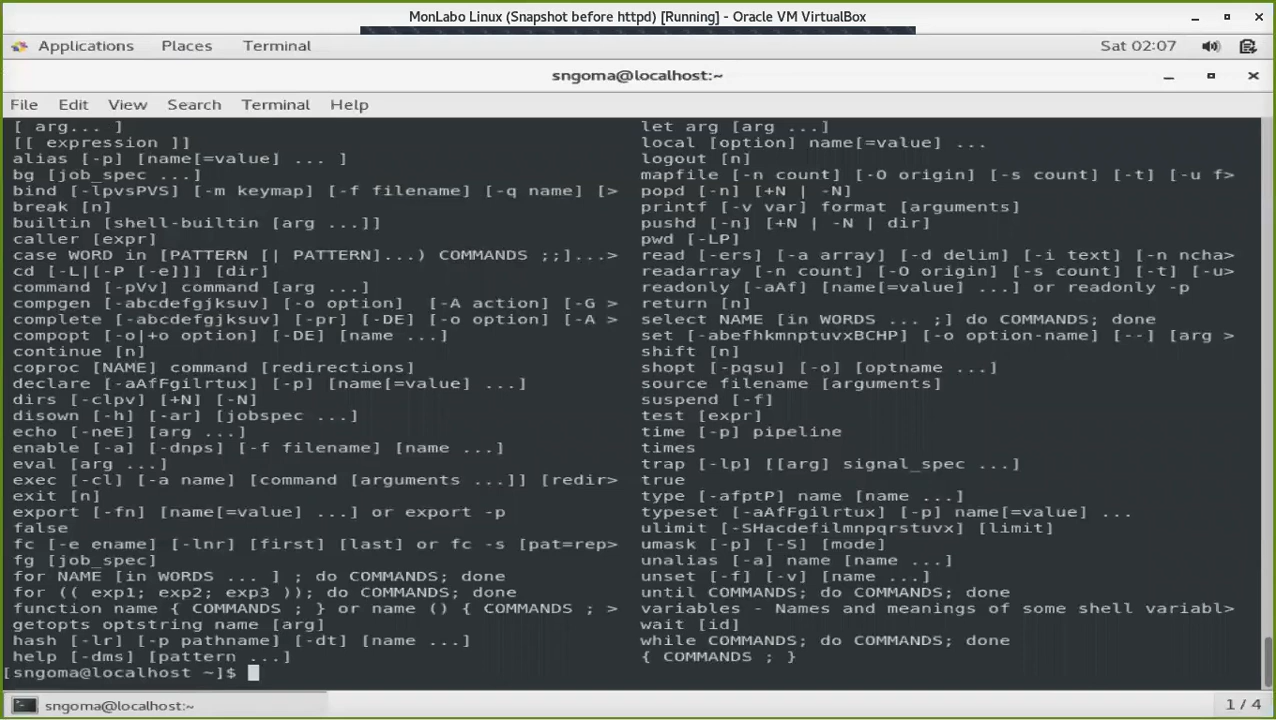 MonLabo Linux (Snapshot before httpd) [Running] - Oracle VM VirtualBox
Applications Places Terminal Sat 02:07
sngoma@localhost:~
File Edit View Search Terminal Help
[ arg... ] let arg [arg ...]
[[ expression ]] local [option] name[=value] ...
alias [-p] [name[=value] ... ] logout [n]
bg [job_spec ...] mapfile [-n count] [-O origin] [-s count] [-t] [-u f>
bind [-lpvsPVS] [-m keymap] [-f filename] [-q name] [> popd [-n] [+N | -N]
break [n] printf [-v var] format [arguments]
builtin [shell-builtin [arg ...]] pushd [-n] [+N | -N | dir]
caller [expr] pwd [-LP]
case WORD in [PATTERN [| PATTERN]...) COMMANDS ;;]...> read [-ers] [-a array] [-d delim] [-i text] [-n ncha>
cd [-L|[-P [-e]]] [dir] readarray [-n count] [-O origin] [-s count] [-t] [-u>
command [-pVv] command [arg ...] readonly [-aAf] [name[=value] ...] or readonly -p
compgen [-abcdefgjksuv] [-o option]  [-A action] [-G > return [n]
complete [-abcdefgjksuv] [-pr] [-DE] [-o option] [-A > select NAME [in WORDS ... ;] do COMMANDS; done
compopt [-o|+o option] [-DE] [name ...] set [-abefhkmnptuvxBCHP] [-o option-name] [--] [arg >
continue [n] shift [n]
coproc [NAME] command [redirections] shopt [-pqsu] [-o] [optname ...]
declare [-aAfFgilrtux] [-p] [name[=value] ...] source filename [arguments]
dirs [-clpv] [+N] [-N] suspend [-f]
disown [-h] [-ar] [jobspec ...] test [expr]
echo [-neE] [arg ...] time [-p] pipeline
enable [-a] [-dnps] [-f filename] [name ...] times
eval [arg ...] trap [-lp] [[arg] signal_spec ...]
exec [-cl] [-a name] [command [arguments ...]] [redir> true
exit [n] type [-afptP] name [name ...]
export [-fn] [name[=value] ...] or export -p typeset [-aAfFgilrtux] [-p] name[=value] ...
false ulimit [-SHacdefilmnpqrstuvx] [limit]
fc [-e ename] [-lnr] [first] [last] or fc -s [pat=rep> umask [-p] [-S] [mode]
fg [job_spec] unalias [-a] name [name ...]
for NAME [in WORDS ... ] ; do COMMANDS; done unset [-f] [-v] [name ...]
for (( exp1; exp2; exp3 )); do COMMANDS; done until COMMANDS; do COMMANDS; done
function name { COMMANDS ; } or name () { COMMANDS ; > variables - Names and meanings of some shell variabl>
getopts optstring name [arg] wait [id]
hash [-lr] [-p pathname] [-dt] [name ...] while COMMANDS; do COMMANDS; done
help [-dms] [pattern ...] { COMMANDS ; }
[sngoma@localhost ~]$
sngoma@localhost:~ 1 / 4